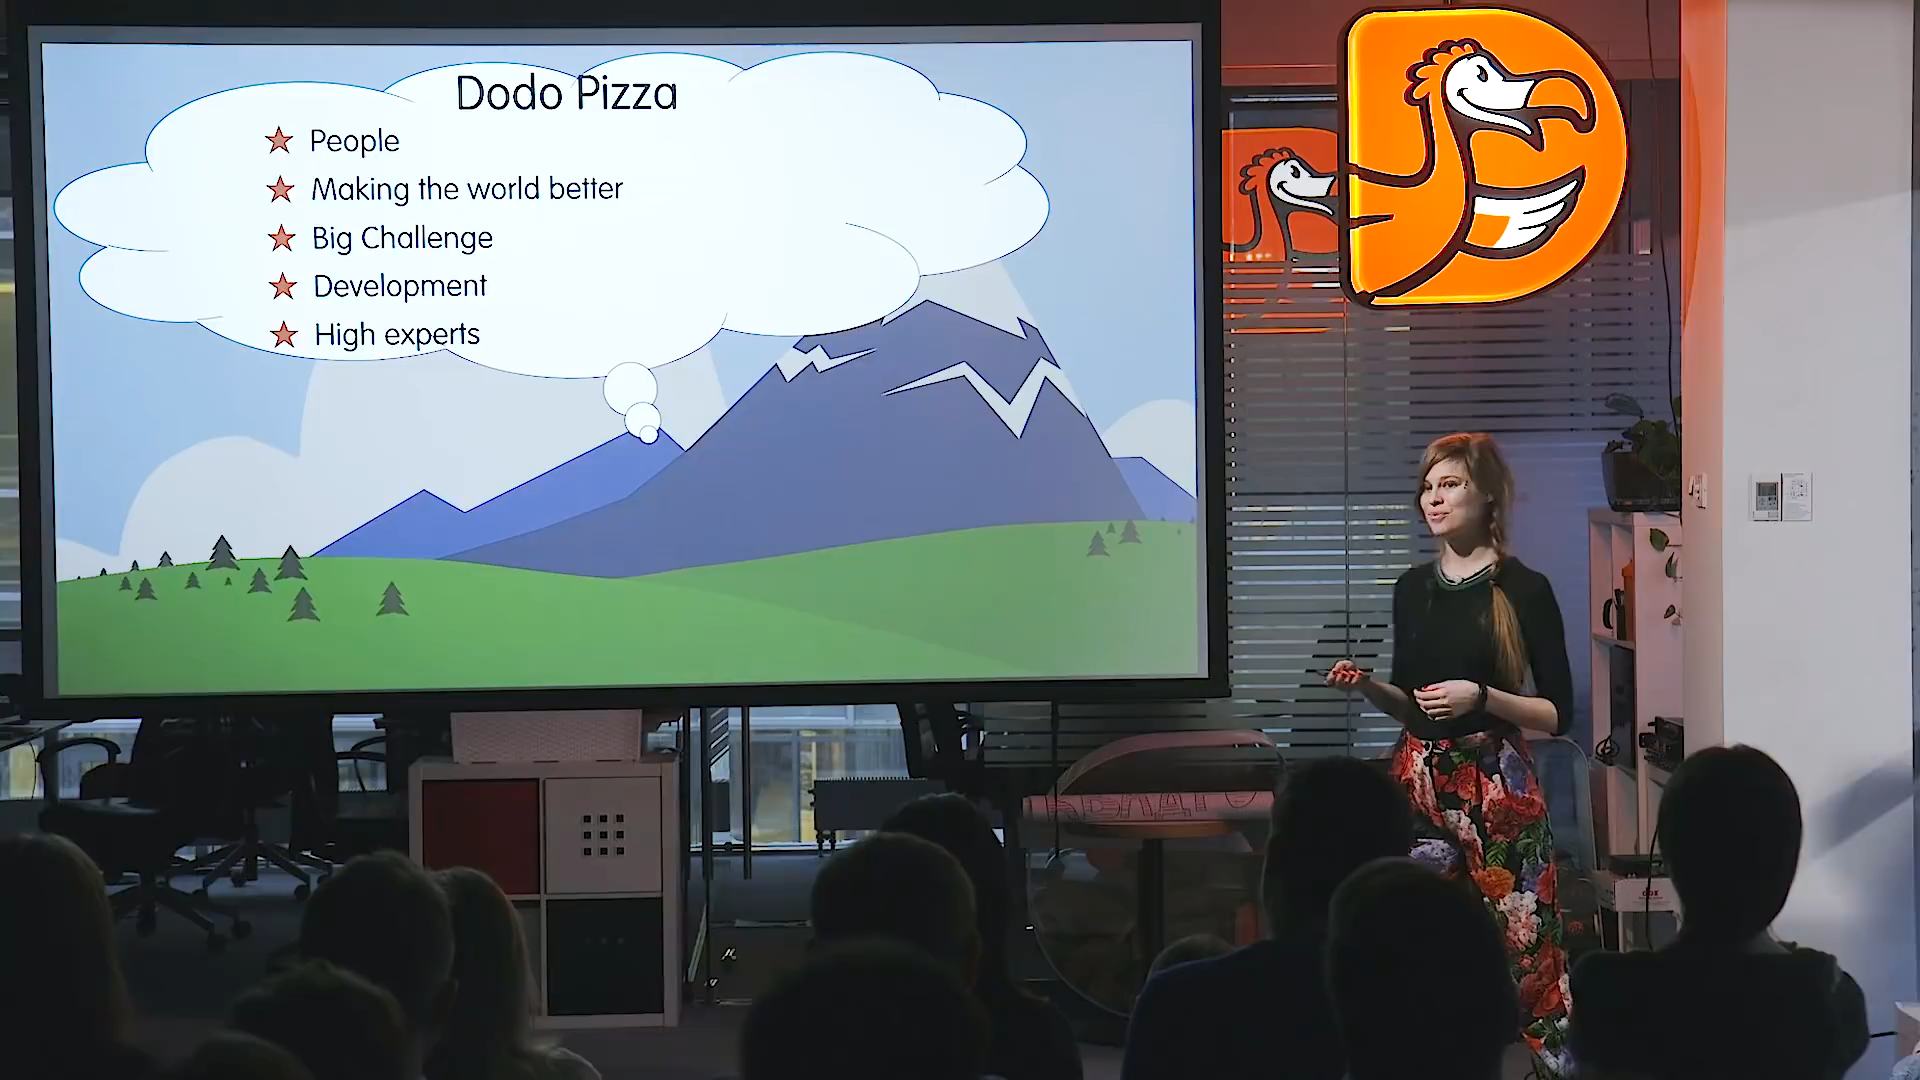 Dodo Pizza
People
Making the world better
Big Challenge
Development
High experts